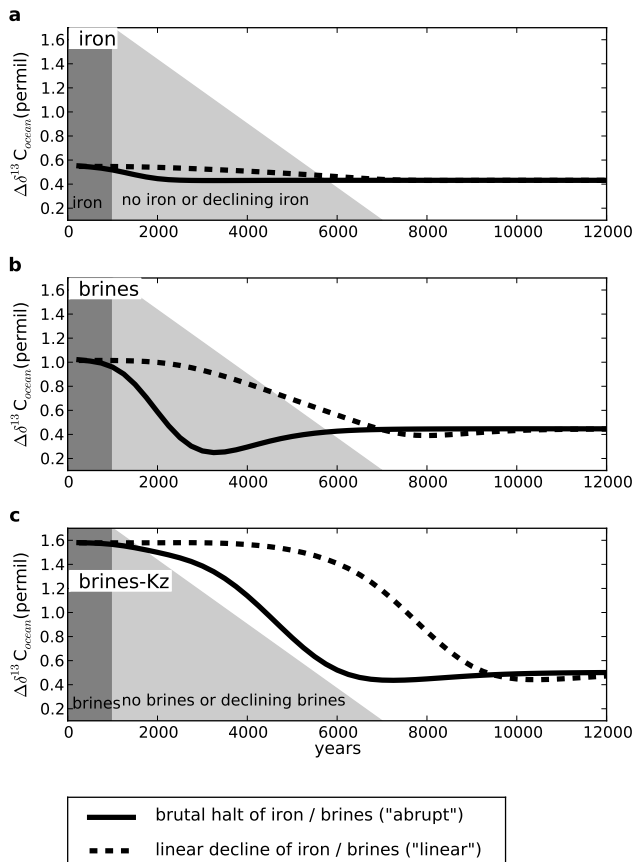 a
iron
1.6
1.4
1.2
1.0
0.8
0.6
0.4
0.2
Δδ¹³C_ocean(permil)
iron
no iron or declining iron
0 2000 4000 6000 8000 10000 12000
b
brines
1.6
1.4
1.2
1.0
0.8
0.6
0.4
0.2
Δδ¹³C_ocean(permil)
0 2000 4000 6000 8000 10000 12000
c
1.6
1.4
brines-Kz
1.2
1.0
0.8
0.6
0.4
0.2
Δδ¹³C_ocean(permil)
brines
no brines or declining brines
0 2000 4000 6000 8000 10000 12000
years
brutal halt of iron / brines ("abrupt")
linear decline of iron / brines ("linear")